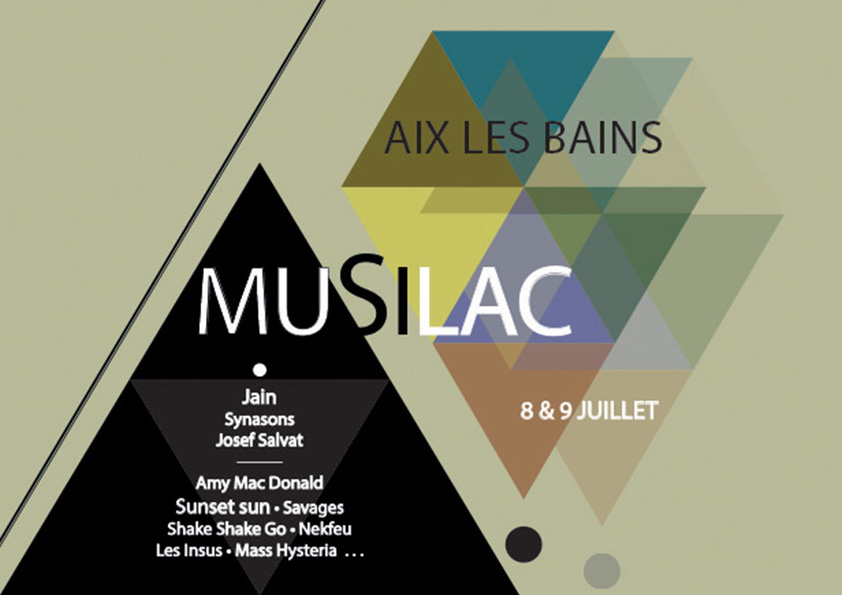 AIX LES BAINS
MUSILAC
Jain
Synasons
Josef Salvat
Amy Mac Donald
Sunset sun • Savages
Shake Shake Go • Nekfeu
Les Insus • Mass Hysteria ...
8 & 9 JUILLET